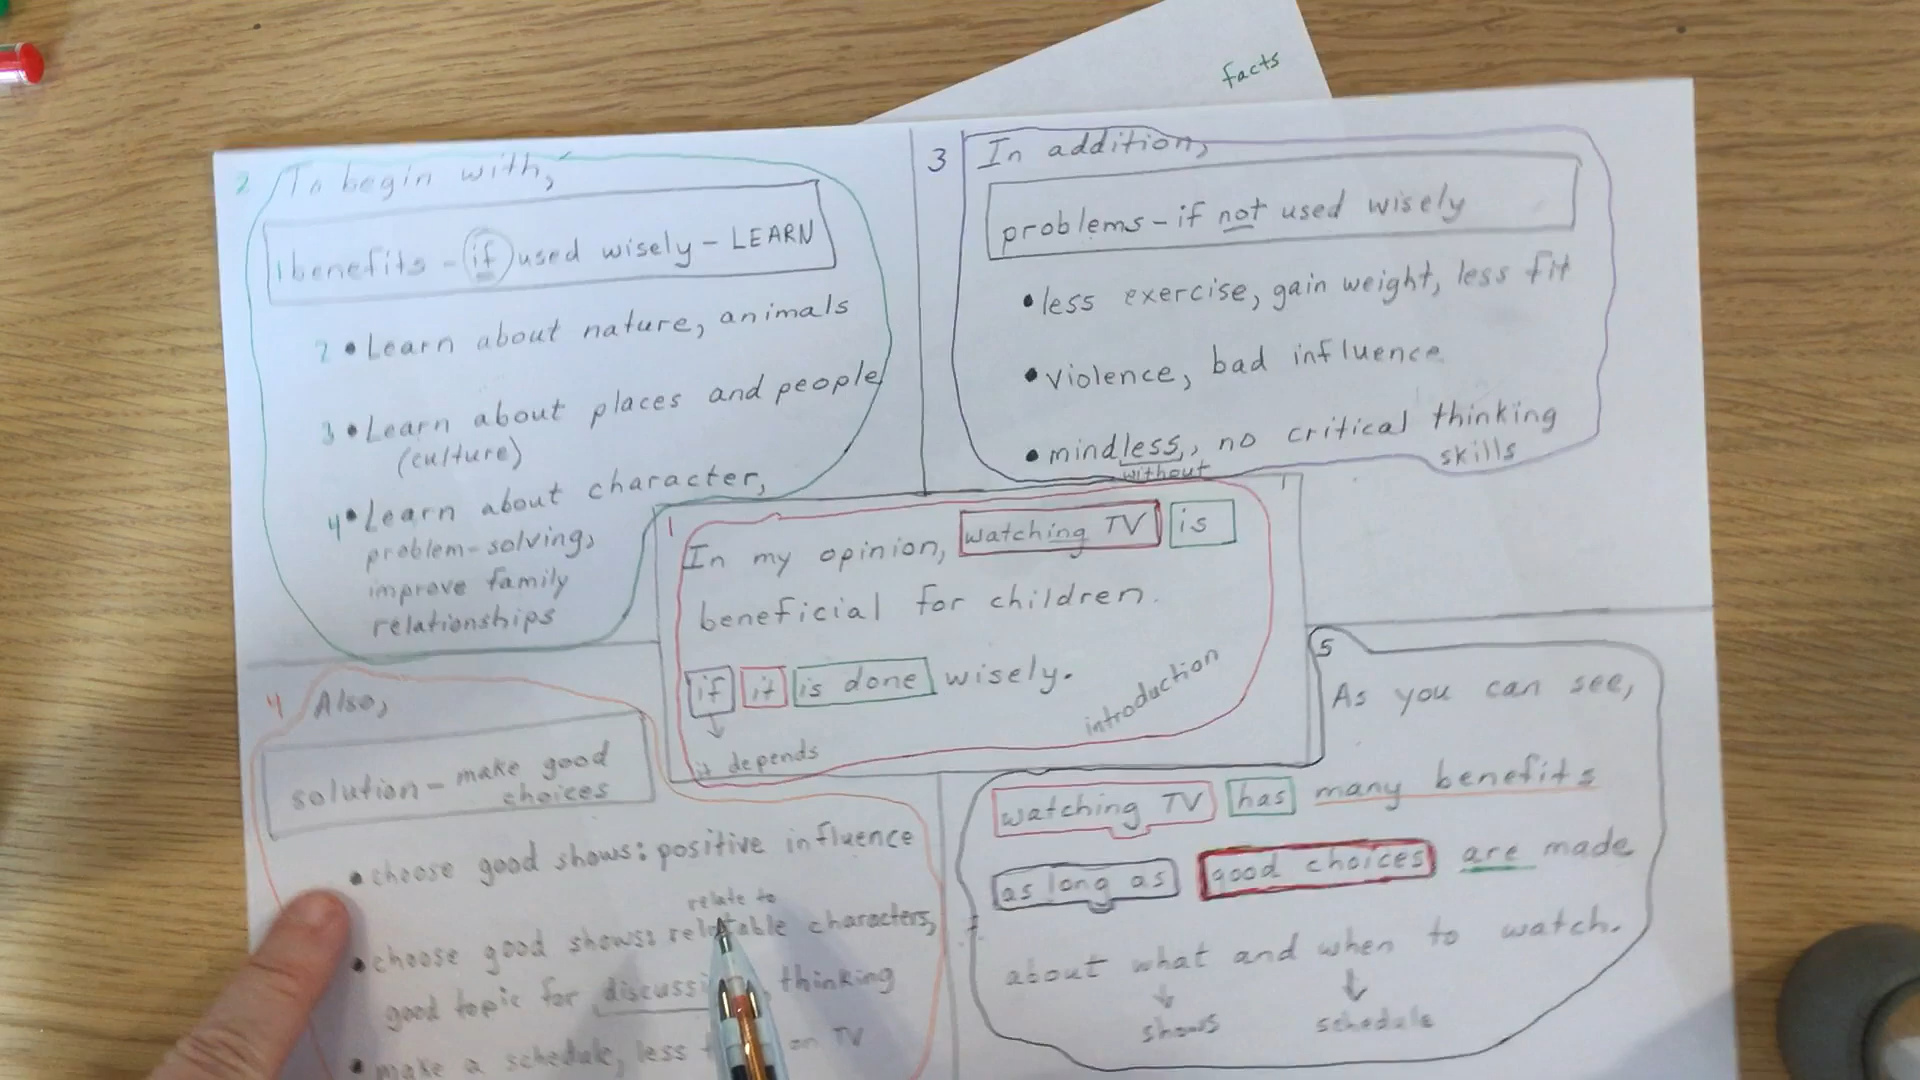 facts
2 To begin with,
1 benefits - if used wisely - LEARN
2 • Learn about nature, animals
3 • Learn about places and people
(culture)
4 • Learn about character,
problem-solving,
improve family
relationships
3 In addition,
problems - if not used wisely
• less exercise, gain weight, less fit
• violence, bad influence
• mindless, no critical thinking
without
skills
1
In my opinion, watching TV is
beneficial for children.
if it is done wisely.
it depends
introduction
4 Also,
solution - make good
choices
• choose good shows: positive influence
relate to
• choose good shows: relatable characters,
good topic for thinking
• make a schedule, less on TV
5
As you can see,
watching TV has many benefits
as long as good choices are made
about what and when to watch.
shows schedule